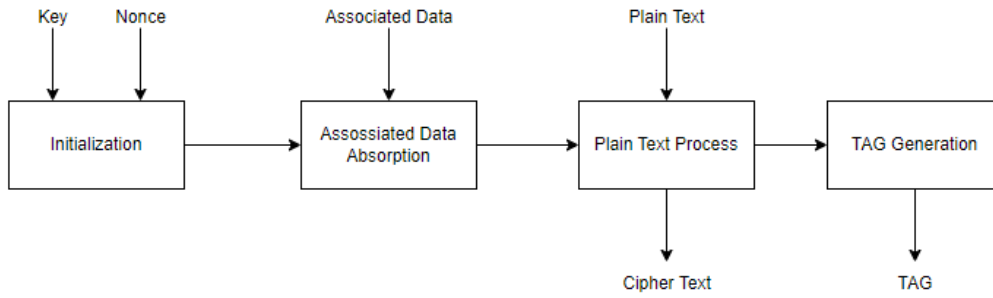 Key
Nonce
Associated Data
Plain Text
Initialization
Assossiated Data
Absorption
Plain Text Process
TAG Generation
Cipher Text
TAG